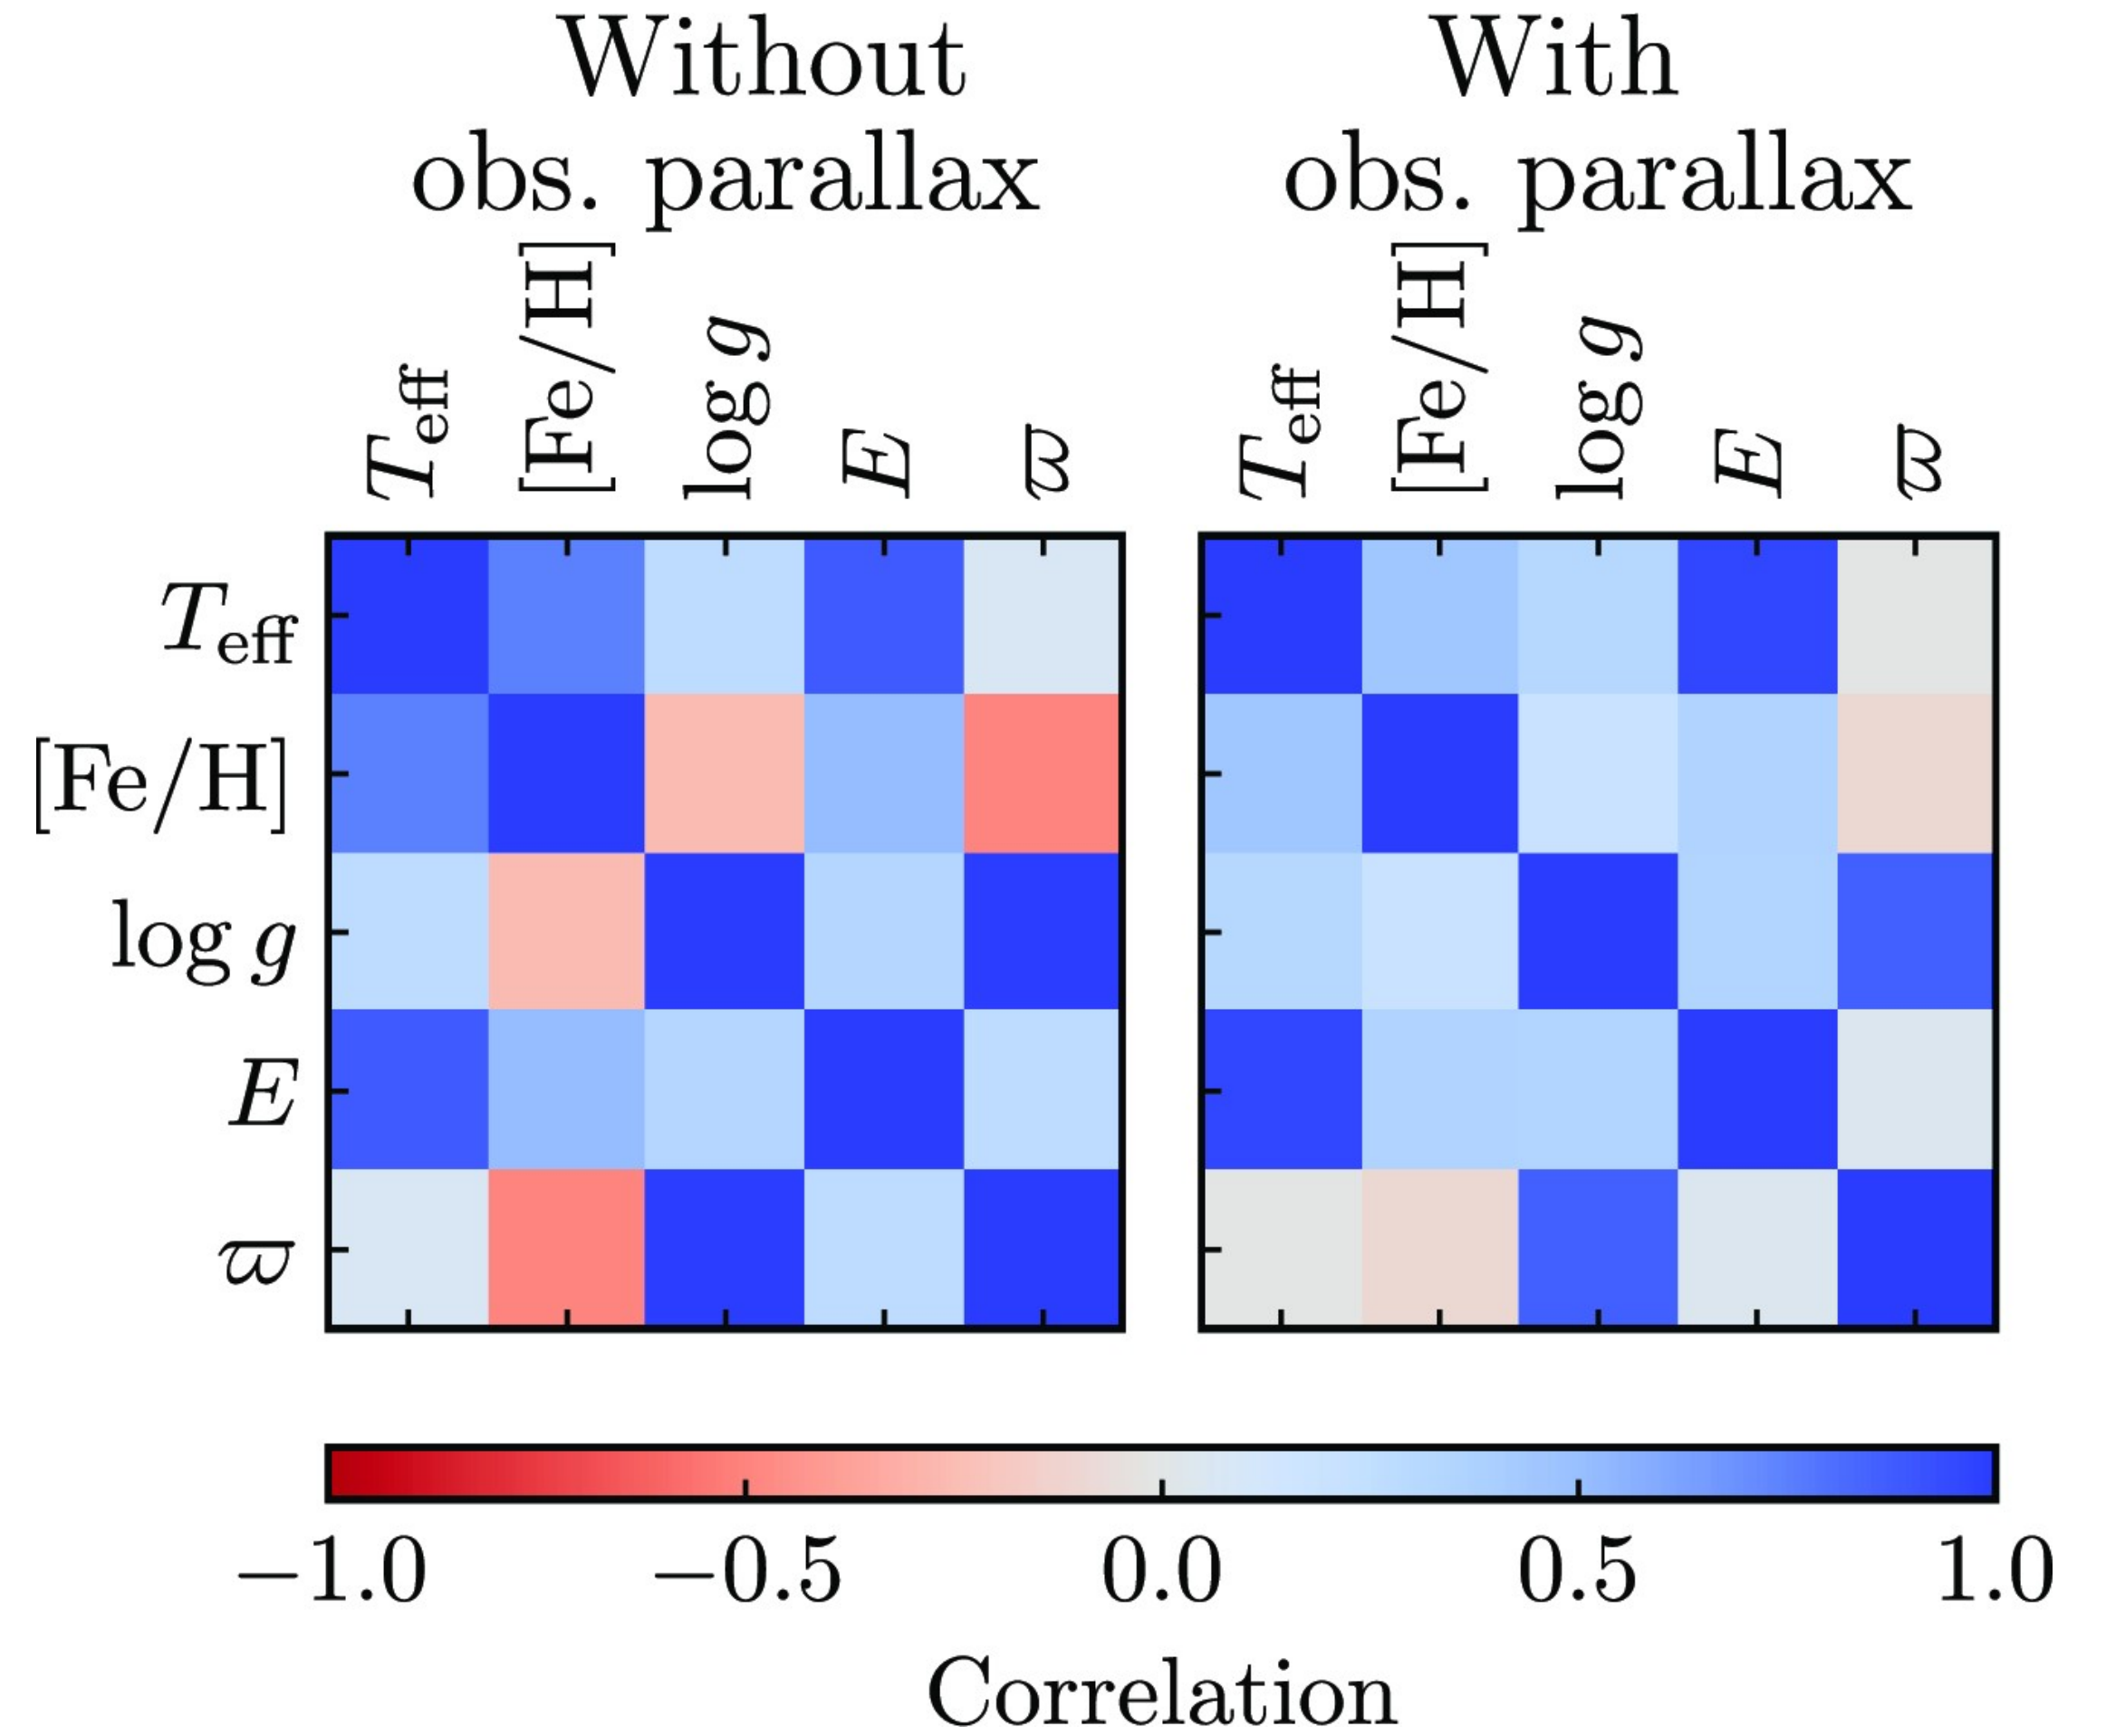 Without
obs. parallax
With
obs. parallax
T_eff
[Fe/H]
log g
E
ϖ
T_eff
[Fe/H]
log g
E
ϖ
T_eff
[Fe/H]
log g
E
ϖ
−1.0 −0.5 0.0 0.5 1.0
Correlation